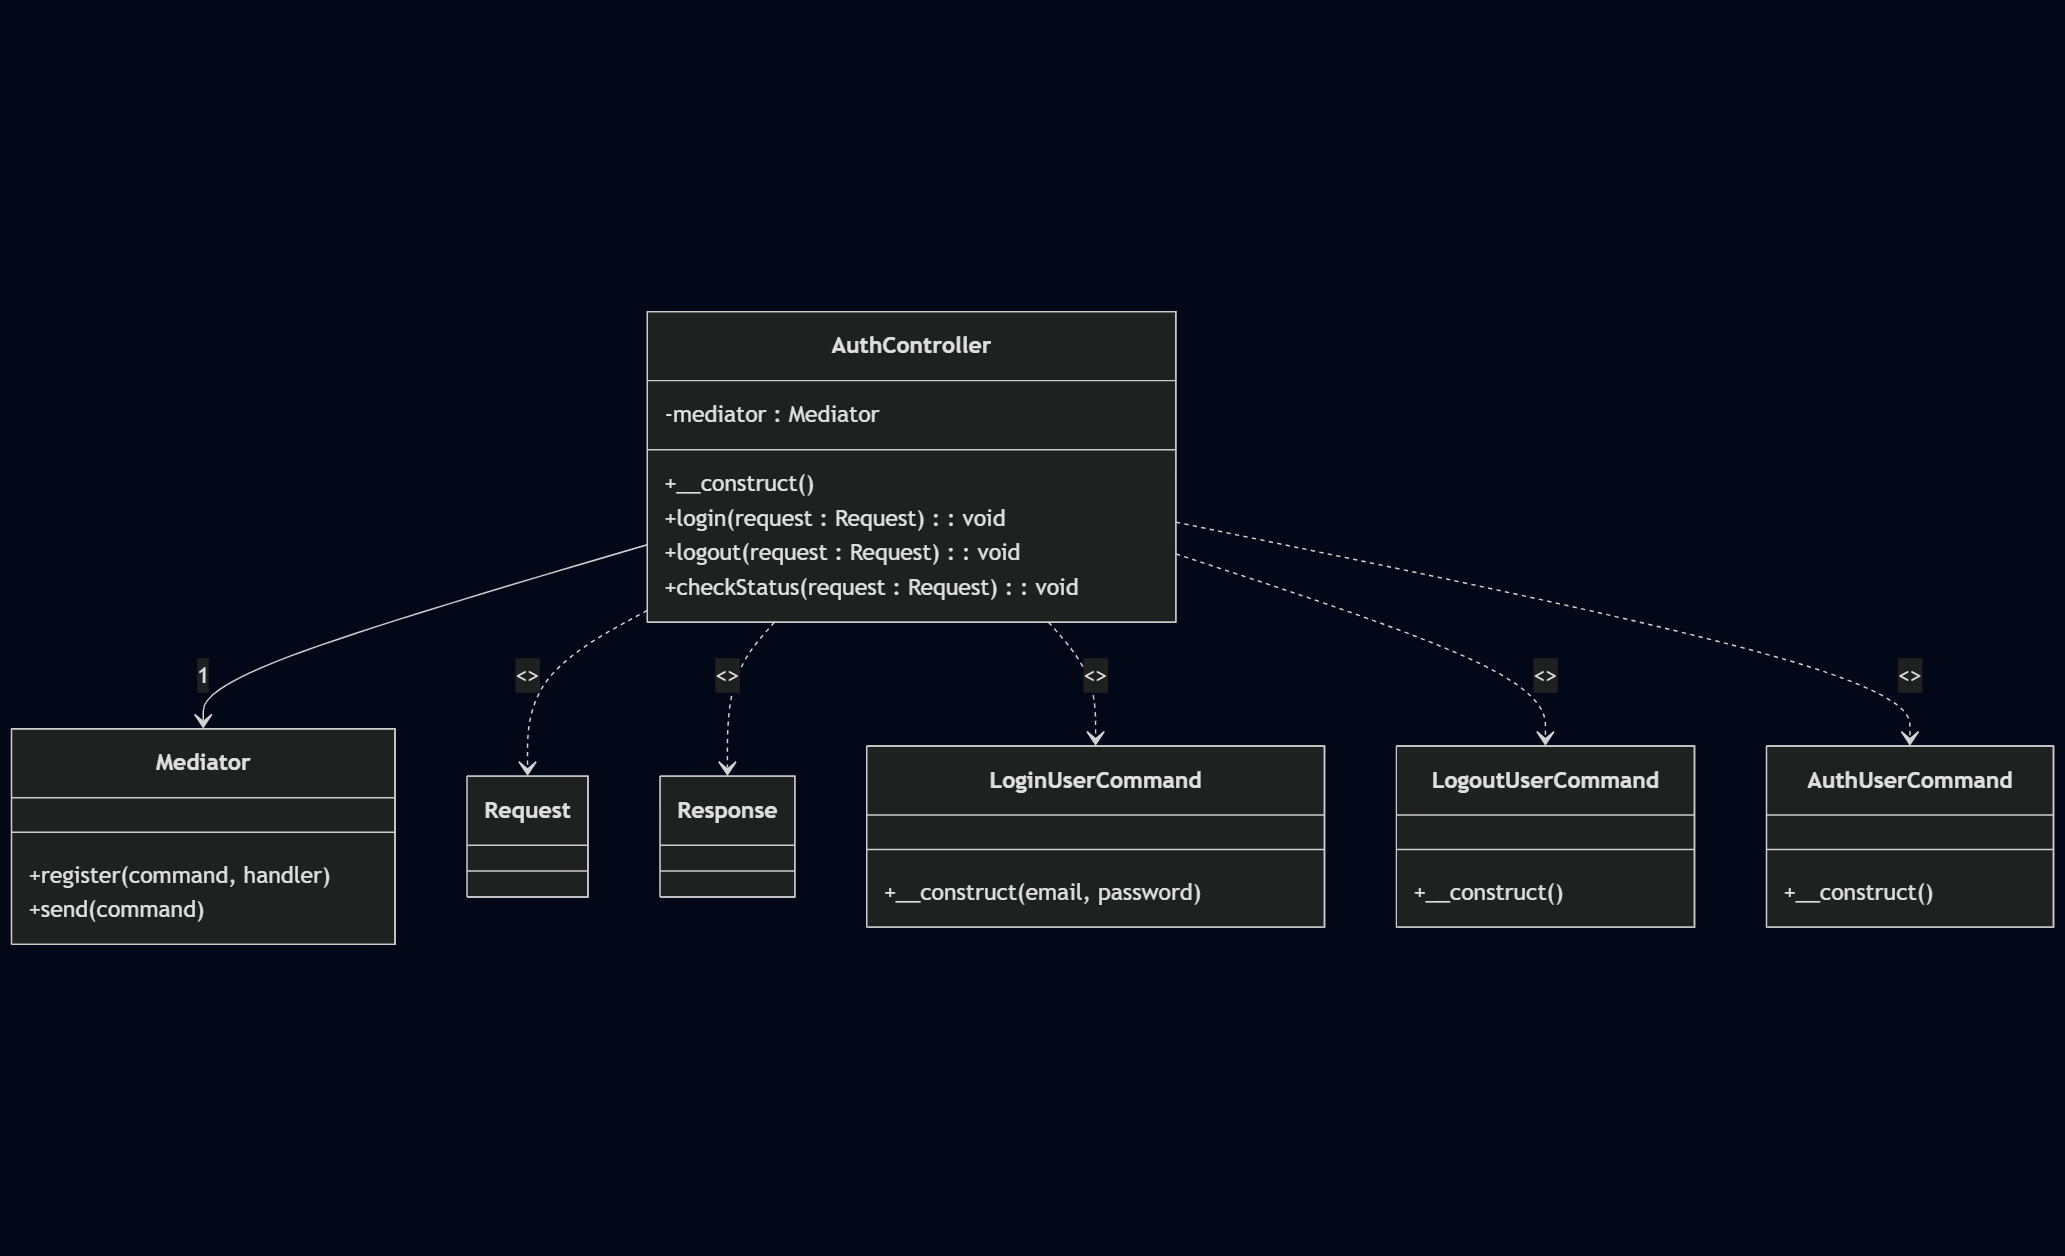 AuthController
-mediator : Mediator
+__construct()
+login(request : Request) : : void
+logout(request : Request) : : void
+checkStatus(request : Request) : : void
1
<>
<>
<>
<>
<>
Mediator
+register(command, handler)
+send(command)
Request
Response
LoginUserCommand
+__construct(email, password)
LogoutUserCommand
+__construct()
AuthUserCommand
+__construct()